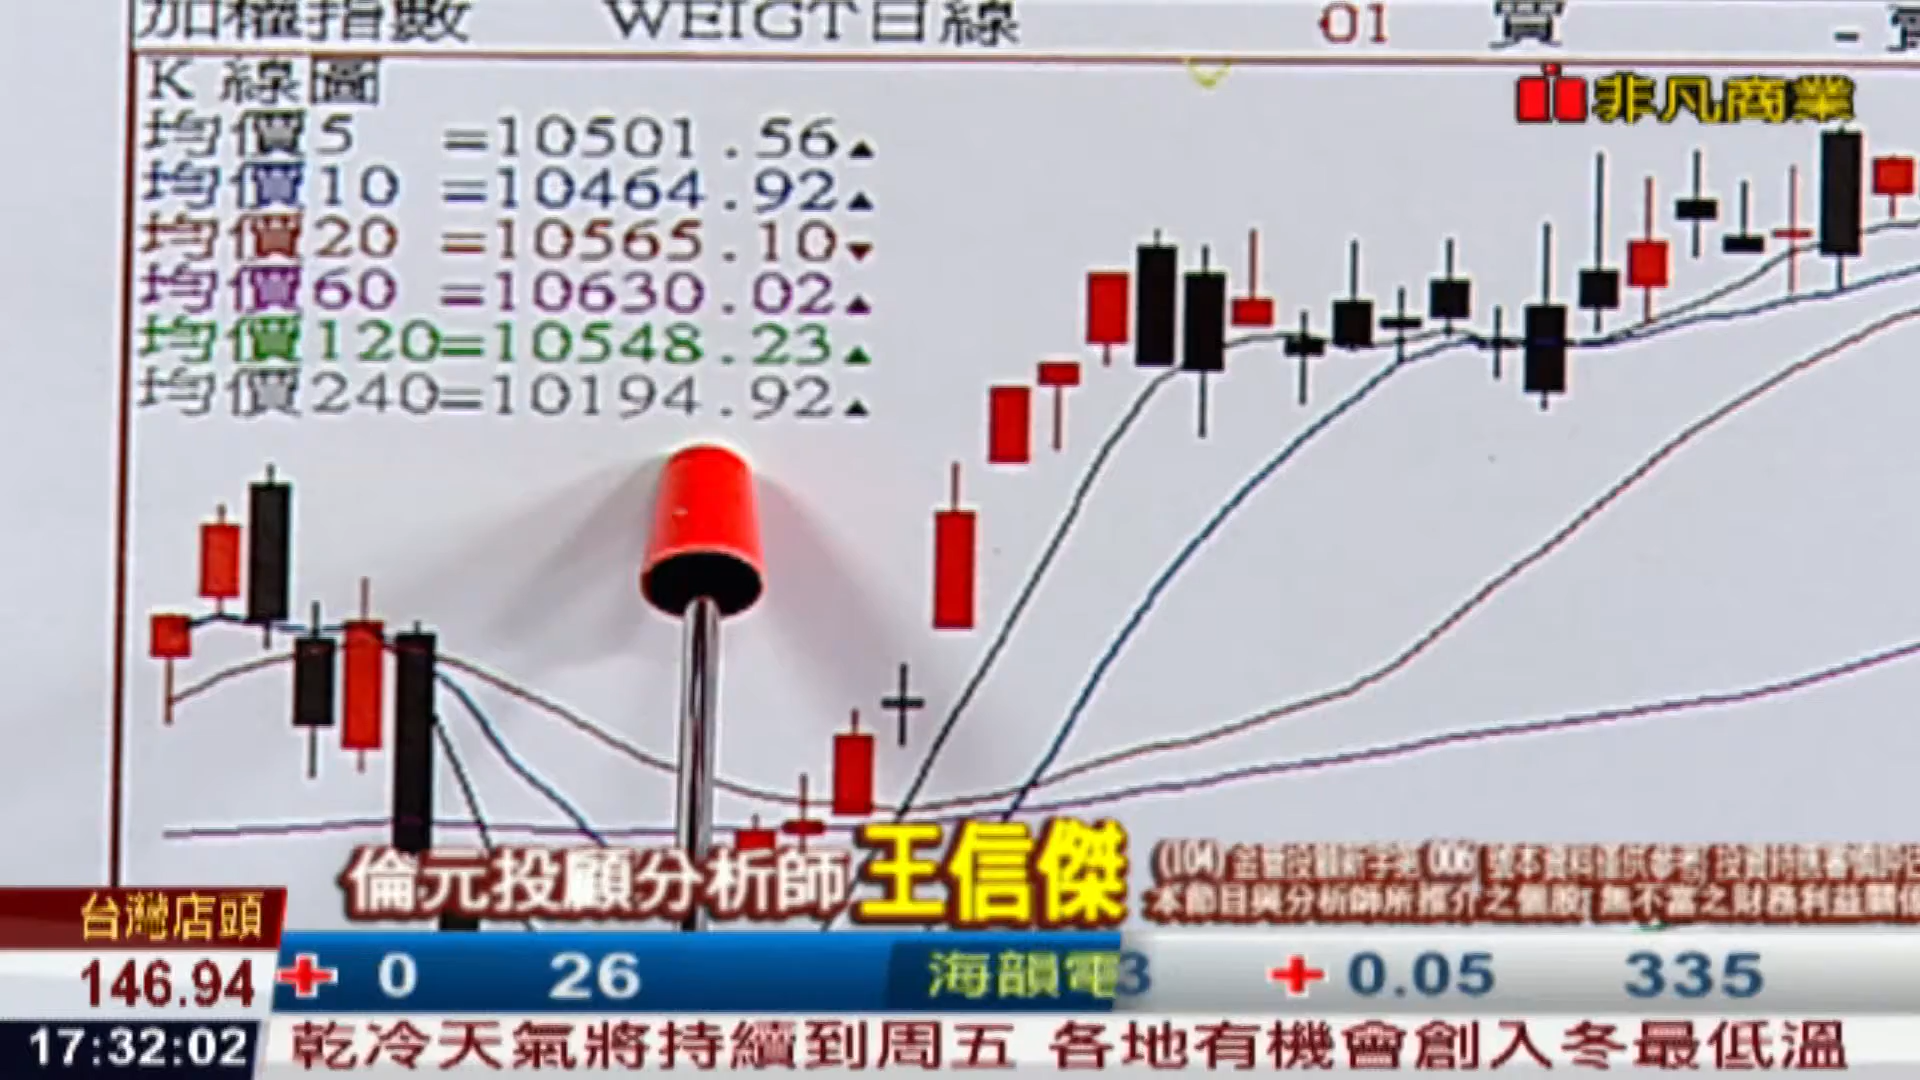 加權指數 WEIGT日線 01 買 -
K 線圖
均價5 =10501.56▲
均價10 =10464.92▲
均價20 =10565.10▼
均價60 =10630.02▲
均價120=10548.23▲
均價240=10194.92▲
非凡商業
倫元投顧分析師 王信傑
本節目與分析師所推介之個股 無不當之財務利益關係
台灣店頭
146.94
+ 0 26 海韻電 3 + 0.05 335
17:32:02
乾冷天氣將持續到周五 各地有機會創入冬最低溫